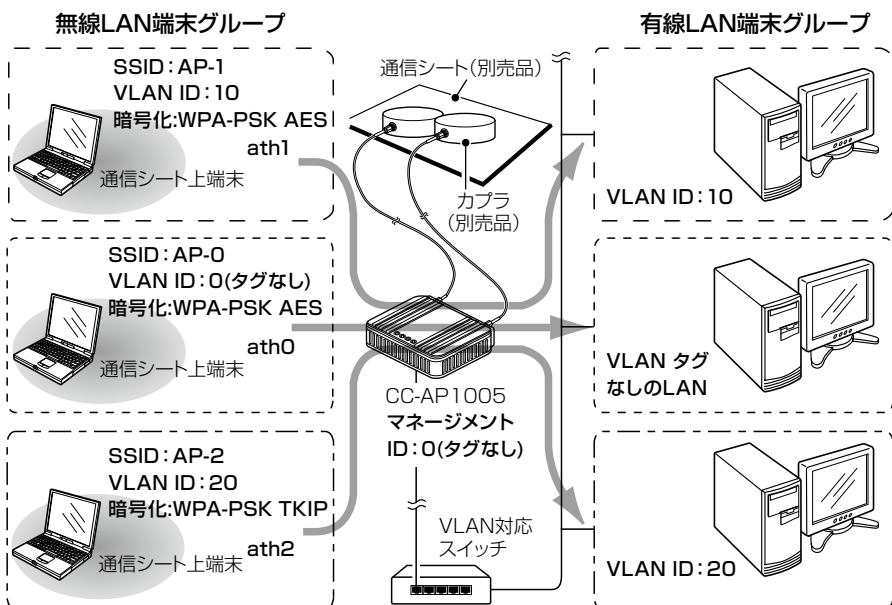 無線LAN端末グループ
有線LAN端末グループ
SSID：AP-1
VLAN ID：10
暗号化:WPA-PSK AES
ath1
通信シート上端末
通信シート（別売品）
カプラ
（別売品）
VLAN ID：10
SSID：AP-0
VLAN ID：0(タグなし)
暗号化:WPA-PSK AES
ath0
通信シート上端末
CC-AP1005
マネージメント
ID：0(タグなし)
VLAN タグ
なしのLAN
SSID：AP-2
VLAN ID：20
暗号化:WPA-PSK TKIP
ath2
通信シート上端末
VLAN対応
スイッチ
VLAN ID：20